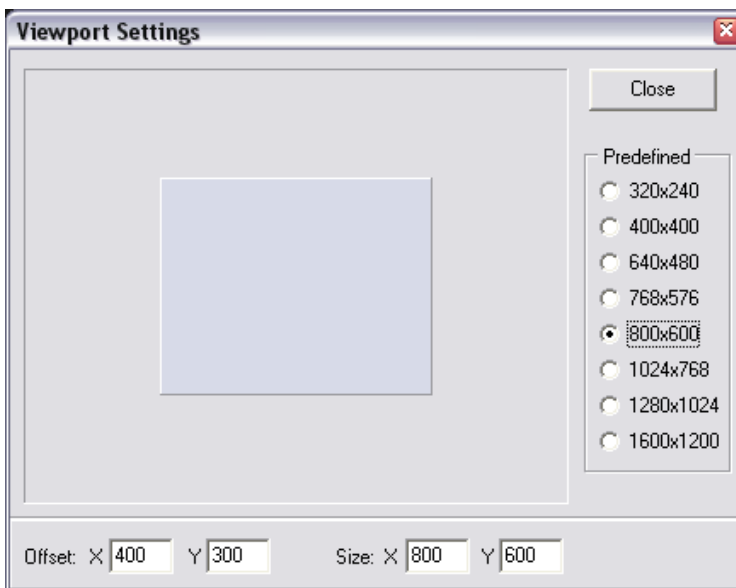 Viewport Settings
Close
Predefined
320x240
400x400
640x480
768x576
800x600
1024x768
1280x1024
1600x1200
Offset: X 400 Y 300 Size: X 800 Y 600